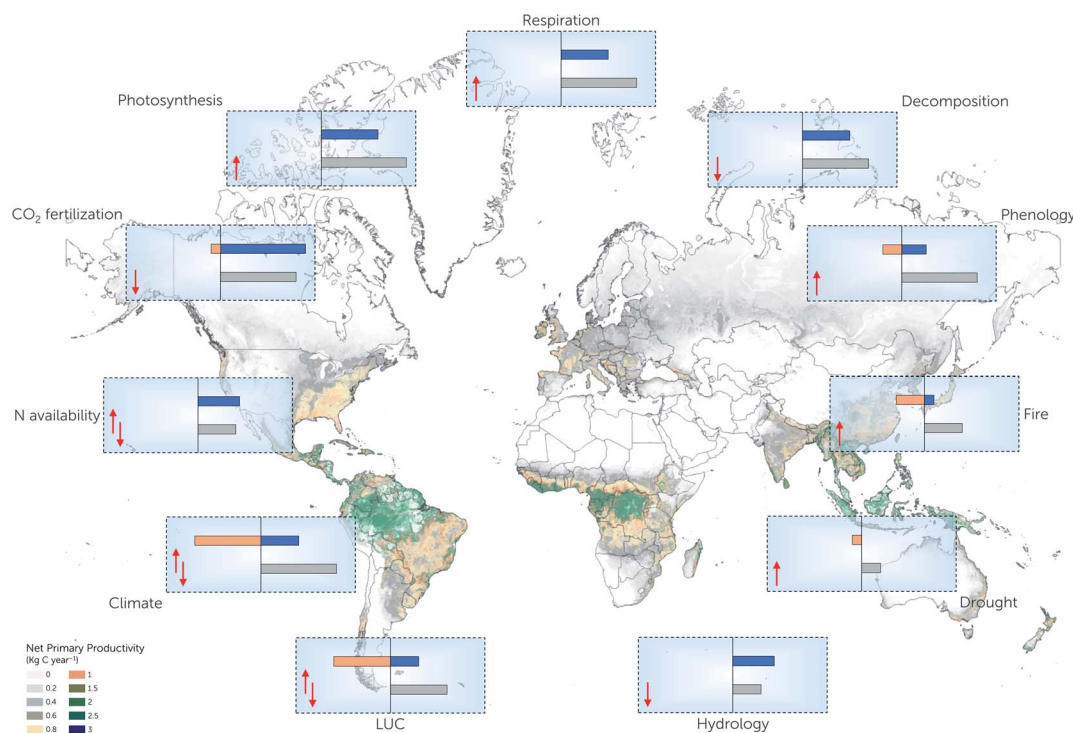 Respiration
Photosynthesis
Decomposition
CO₂ fertilization
Phenology
N availability
Fire
Climate
Drought
LUC
Hydrology
Net Primary Productivity
(Kg C year⁻¹)
0 1
0.2 1.5
0.4 2
0.6 2.5
0.8 3